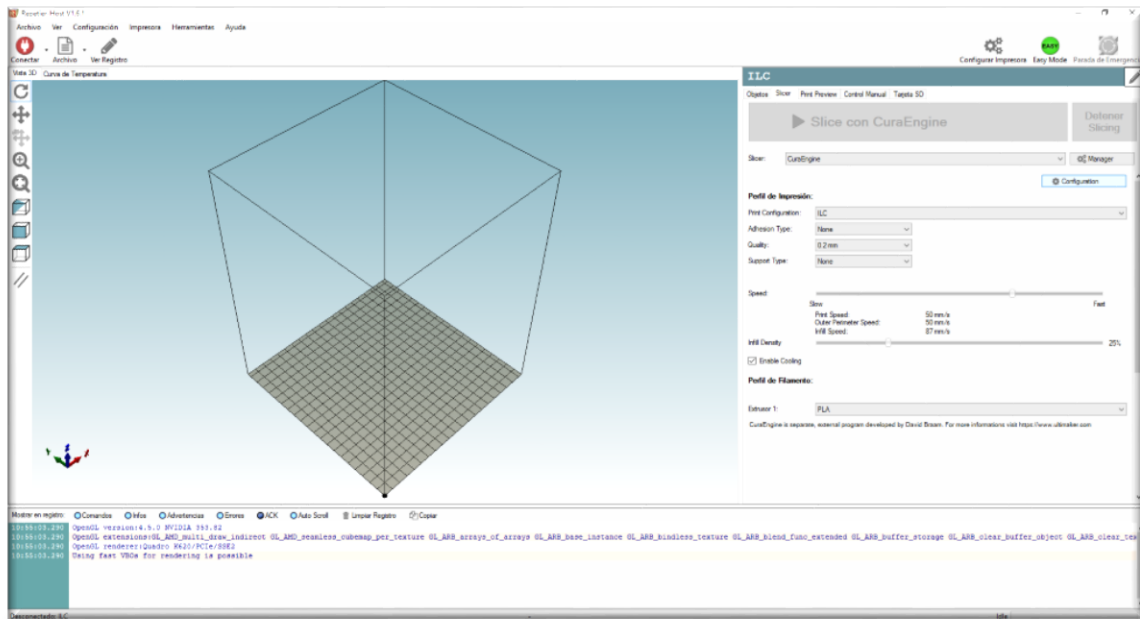 Repetier-Host V1.6.1
Archivo Ver Configuración Impresora Herramientas Ayuda
Conectar Archivo Ver Registro Configurar Impresora Easy Mode Parada de Emergenc
EASY
Vista 3D Curva de Temperatura
ILC
Objetos Slicer Print Preview Control Manual Tarjeta SD
Slice con CuraEngine
Detener
Slicing
Slicer: CuraEngine Manager
Configuration
Perfil de Impresión:
Print Configuration: ILC
Adhesion Type: None
Quality: 0.2 mm
Support Type: None
Speed:
Slow Fast
Print Speed: 50 mm/s
Outer Perimeter Speed: 50 mm/s
Infill Speed: 87 mm/s
Infill Density 25%
Enable Cooling
Perfil de Filamento:
Extrusor 1: PLA
CuraEngine is separate, external program developed by David Braam. For more informations visit https://www.ultimaker.com
Mostrar en registro: Comandos Infos Advertencias Errores ACK Auto Scroll Limpiar Registro Copiar
10:55:03.290 OpenGL version:4.5.0 NVIDIA 353.82
10:55:03.290 OpenGL extensions:GL_AMD_multi_draw_indirect GL_AMD_seamless_cubemap_per_texture GL_ARB_arrays_of_arrays GL_ARB_base_instance GL_ARB_bindless_texture GL_ARB_blend_func_extended GL_ARB_buffer_storage GL_ARB_clear_buffer_object GL_ARB_clear_tex
10:55:03.290 OpenGL renderer:Quadro K620/PCIe/SSE2
10:55:03.290 Using fast VBOs for rendering is possible
Desconectado: ILC Idle